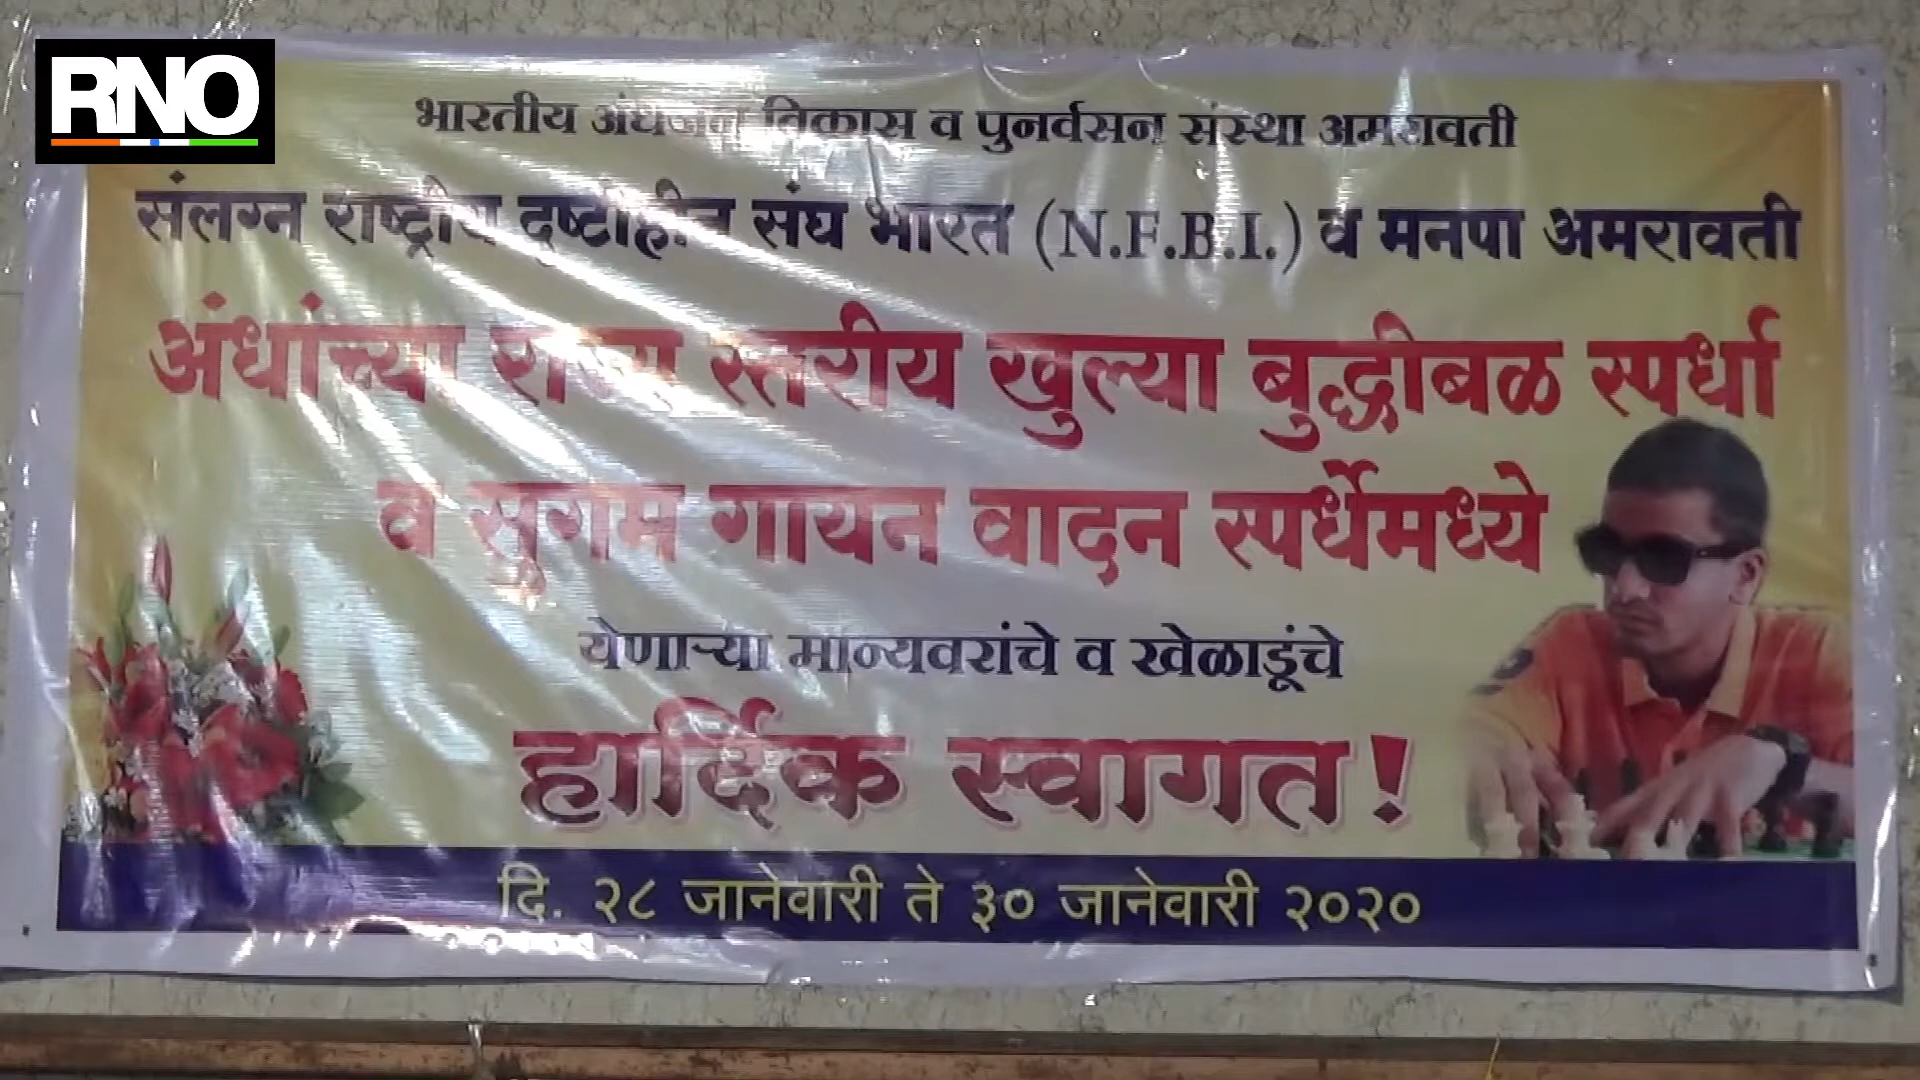 RNO
भारतीय अंधजन विकास व पुनर्वसन संस्था अमरावती
संलग्न राष्ट्रीय दृष्टीहीन संघ भारत (N.F.B.I.) व मनपा अमरावती
अंधांच्या राज्य स्तरीय खुल्या बुद्धीबळ स्पर्धा
व सुगम गायन वादन स्पर्धेमध्ये
येणाऱ्या मान्यवरांचे व खेळाडूंचे
हार्दिक स्वागत!
दि. २८ जानेवारी ते ३० जानेवारी २०२०